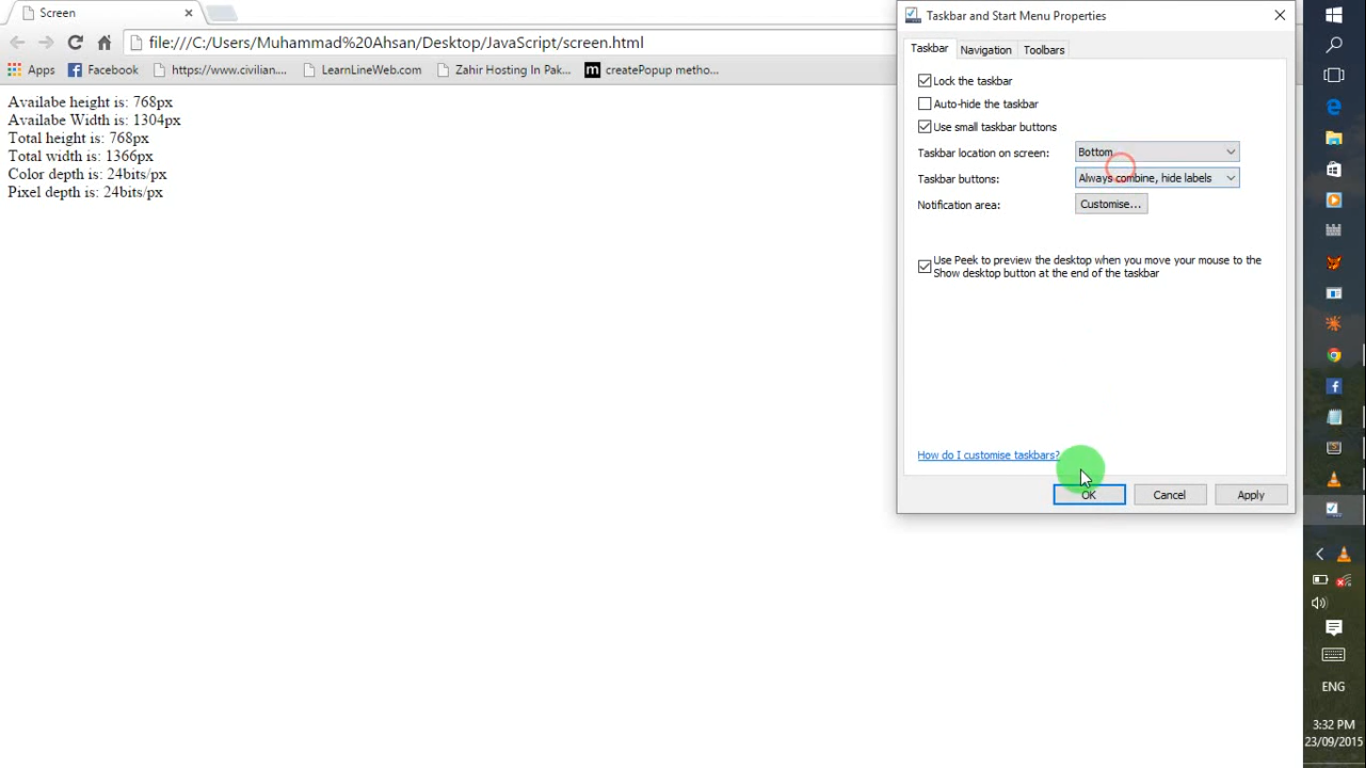 Screen
file:///C:/Users/Muhammad%20Ahsan/Desktop/JavaScript/screen.html
Apps Facebook https://www.civilian.... LearnLineWeb.com Zahir Hosting In Pak... m createPopup metho...
Availabe height is: 768px
Availabe Width is: 1304px
Total height is: 768px
Total width is: 1366px
Color depth is: 24bits/px
Pixel depth is: 24bits/px
Taskbar and Start Menu Properties
Taskbar Navigation Toolbars
Lock the taskbar
Auto-hide the taskbar
Use small taskbar buttons
Taskbar location on screen: Bottom
Taskbar buttons: Always combine, hide labels
Notification area: Customise...
Use Peek to preview the desktop when you move your mouse to the
Show desktop button at the end of the taskbar
How do I customise taskbars?
OK Cancel Apply
ENG
3:32 PM
23/09/2015